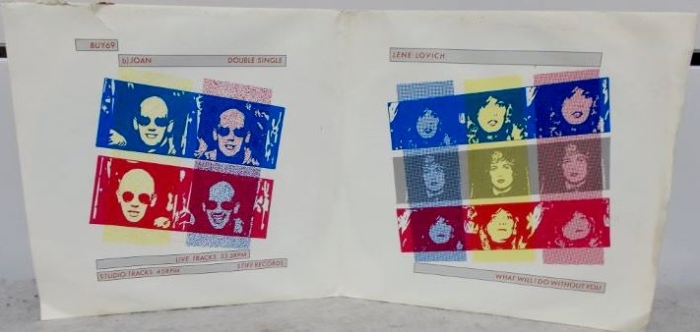 BUY69
b) JOAN DOUBLE SINGLE
LIVE TRACKS 33⅓RPM
STUDIO TRACKS 45RPM STIFF RECORDS
LENE LOVICH
WHAT WILL I DO WITHOUT YOU